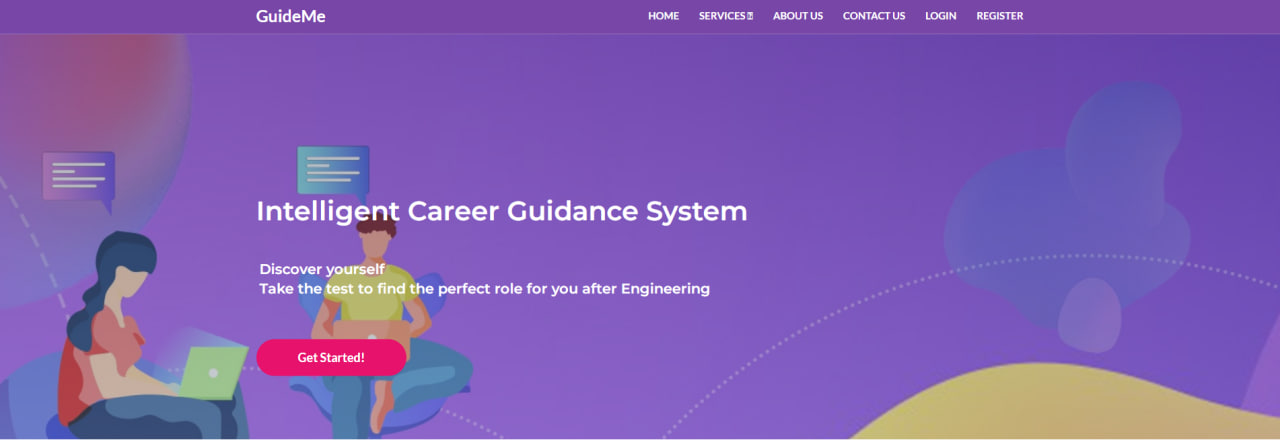 GuideMe
HOME SERVICES ABOUT US CONTACT US LOGIN REGISTER
Intelligent Career Guidance System
Discover yourself
Take the test to find the perfect role for you after Engineering
Get Started!